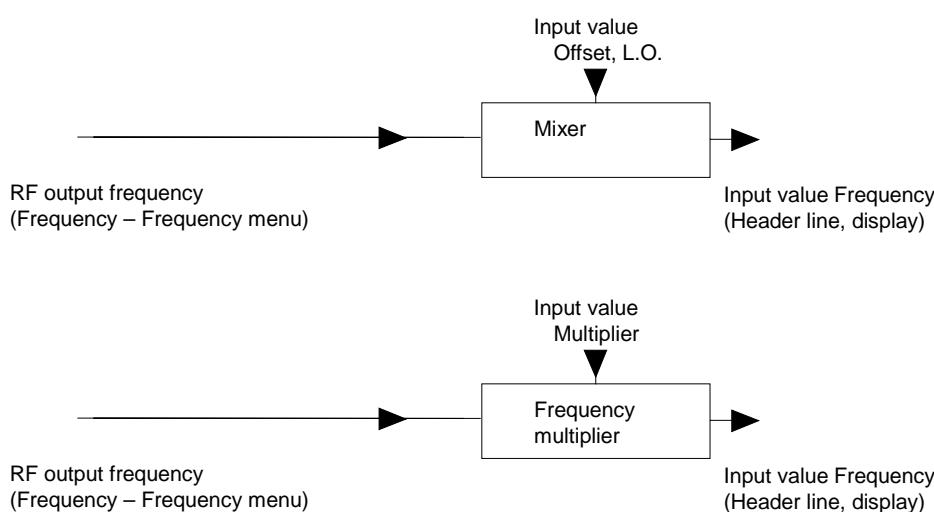 Input value
Offset, L.O.
Mixer
RF output frequency
(Frequency – Frequency menu)
Input value Frequency
(Header line, display)
Input value
Multiplier
Frequency
multiplier
RF output frequency
(Frequency – Frequency menu)
Input value Frequency
(Header line, display)